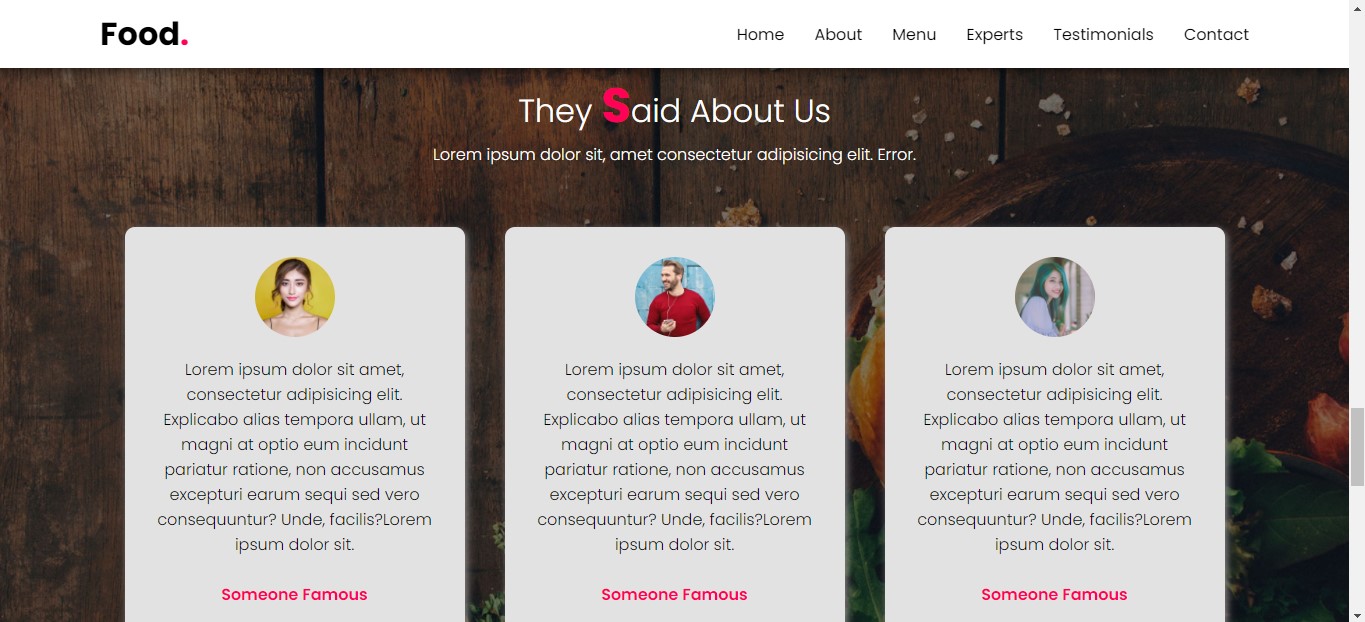 Food.
Home About Menu Experts Testimonials Contact
They Said About Us
Lorem ipsum dolor sit, amet consectetur adipisicing elit. Error.
Lorem ipsum dolor sit amet,
consectetur adipisicing elit.
Explicabo alias tempora ullam, ut
magni at optio eum incidunt
pariatur ratione, non accusamus
excepturi earum sequi sed vero
consequuntur? Unde, facilis?Lorem
ipsum dolor sit.
Someone Famous
Lorem ipsum dolor sit amet,
consectetur adipisicing elit.
Explicabo alias tempora ullam, ut
magni at optio eum incidunt
pariatur ratione, non accusamus
excepturi earum sequi sed vero
consequuntur? Unde, facilis?Lorem
ipsum dolor sit.
Someone Famous
Lorem ipsum dolor sit amet,
consectetur adipisicing elit.
Explicabo alias tempora ullam, ut
magni at optio eum incidunt
pariatur ratione, non accusamus
excepturi earum sequi sed vero
consequuntur? Unde, facilis?Lorem
ipsum dolor sit.
Someone Famous